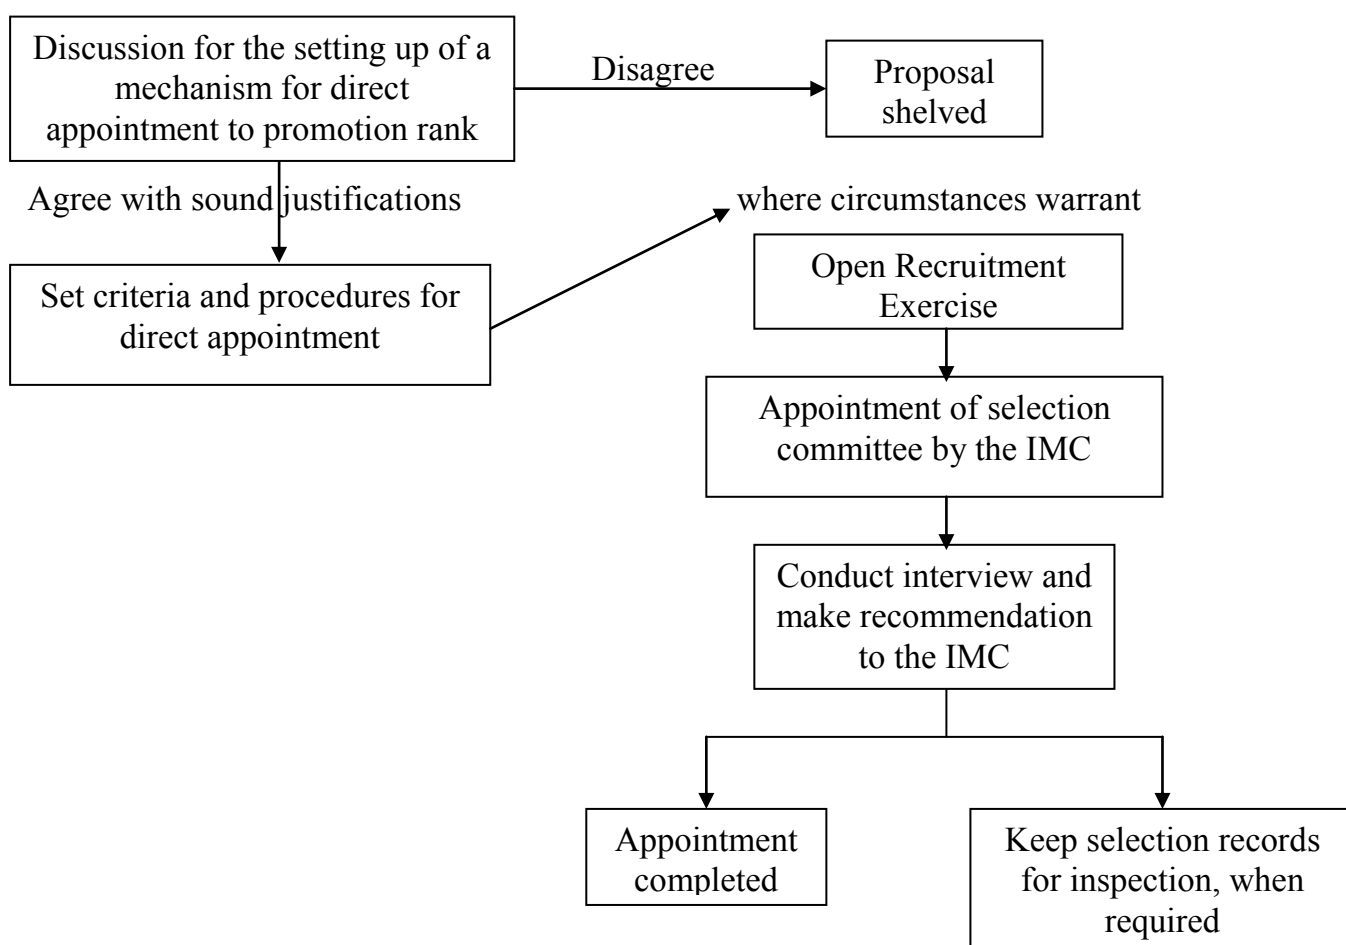 Discussion for the setting up of a
mechanism for direct
appointment to promotion rank
Disagree
Proposal
shelved
Agree with sound justifications
where circumstances warrant
Set criteria and procedures for
direct appointment
Open Recruitment
Exercise
Appointment of selection
committee by the IMC
Conduct interview and
make recommendation
to the IMC
Appointment
completed
Keep selection records
for inspection, when
required